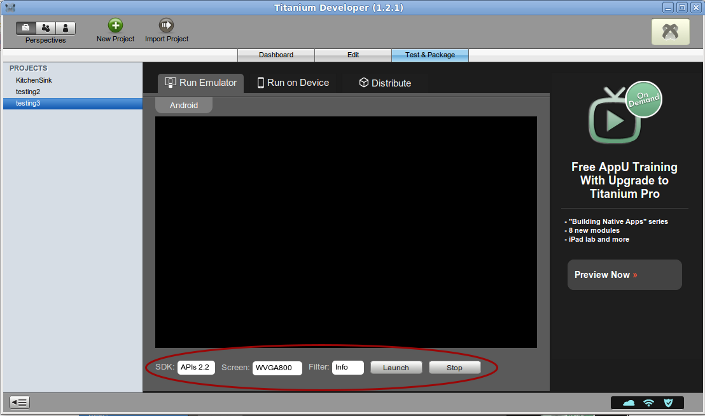 Titanium Developer (1.2.1)
Perspectives
New Project
Import Project
Dashboard
Edit
Test & Package
PROJECTS
KitchenSink
testing2
testing3
Run Emulator
Run on Device
Distribute
Android
SDK: APIs 2.2 Screen: WVGA800 Filter: Info Launch Stop
On
Demand
Free AppU Training
With Upgrade to
Titanium Pro
- "Building Native Apps" series
- 8 new modules
- iPad lab and more
Preview Now »